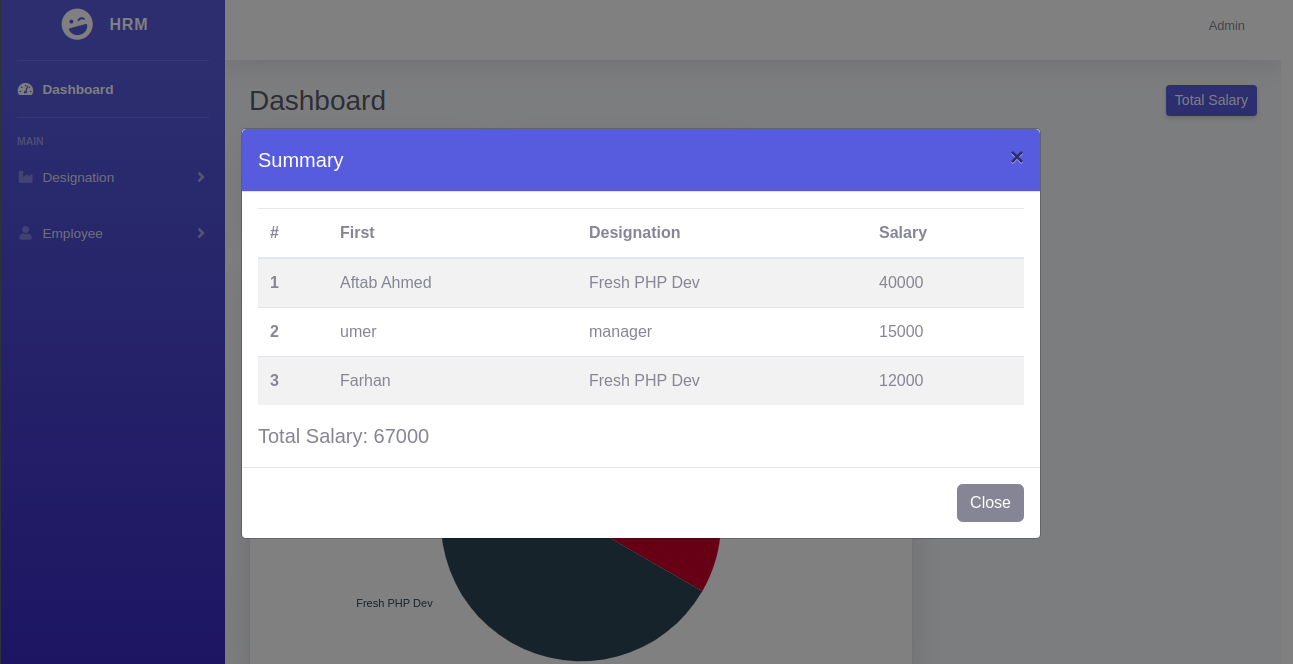 HRM
Admin
Dashboard
Dashboard
Total Salary
MAIN
Designation
Employee
Summary
×
# First Designation Salary
1 Aftab Ahmed Fresh PHP Dev 40000
2 umer manager 15000
3 Farhan Fresh PHP Dev 12000
Total Salary: 67000
Close
Fresh PHP Dev